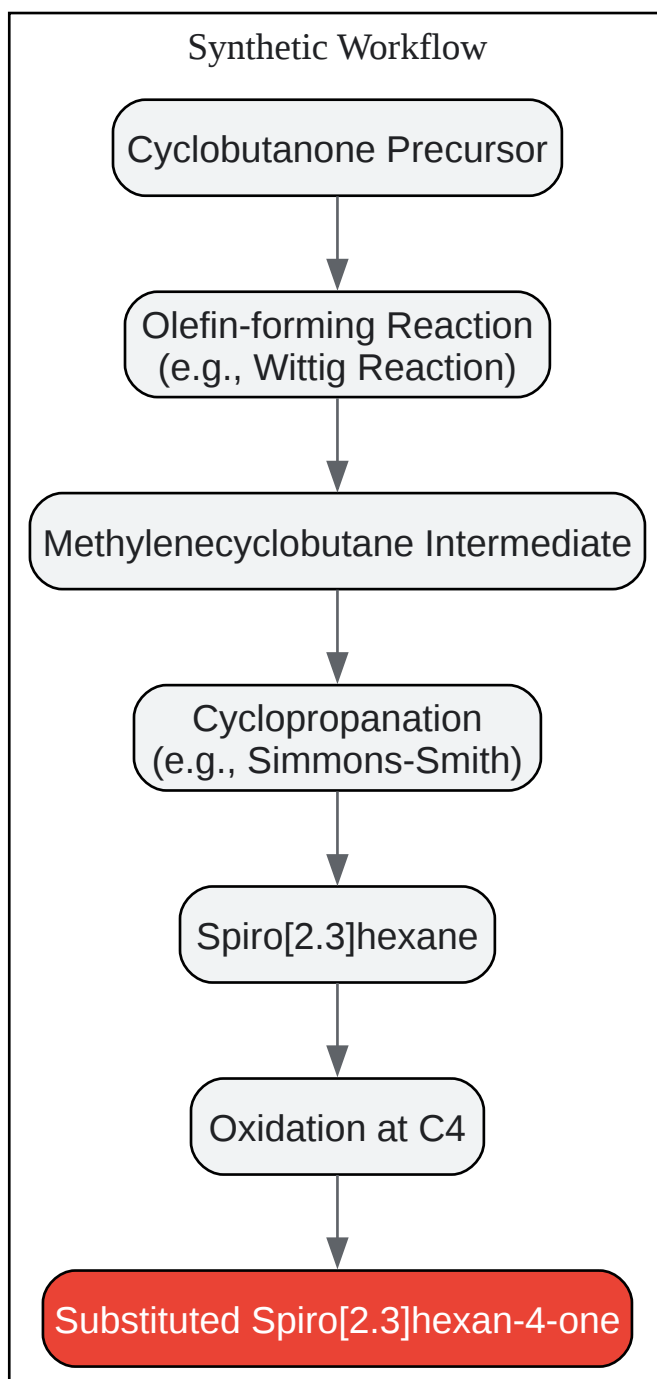 Synthetic Workflow
Cyclobutanone Precursor
Olefin-forming Reaction
(e.g., Wittig Reaction)
Methylenecyclobutane Intermediate
Cyclopropanation
(e.g., Simmons-Smith)
Spiro[2.3]hexane
Oxidation at C4
Substituted Spiro[2.3]hexan-4-one